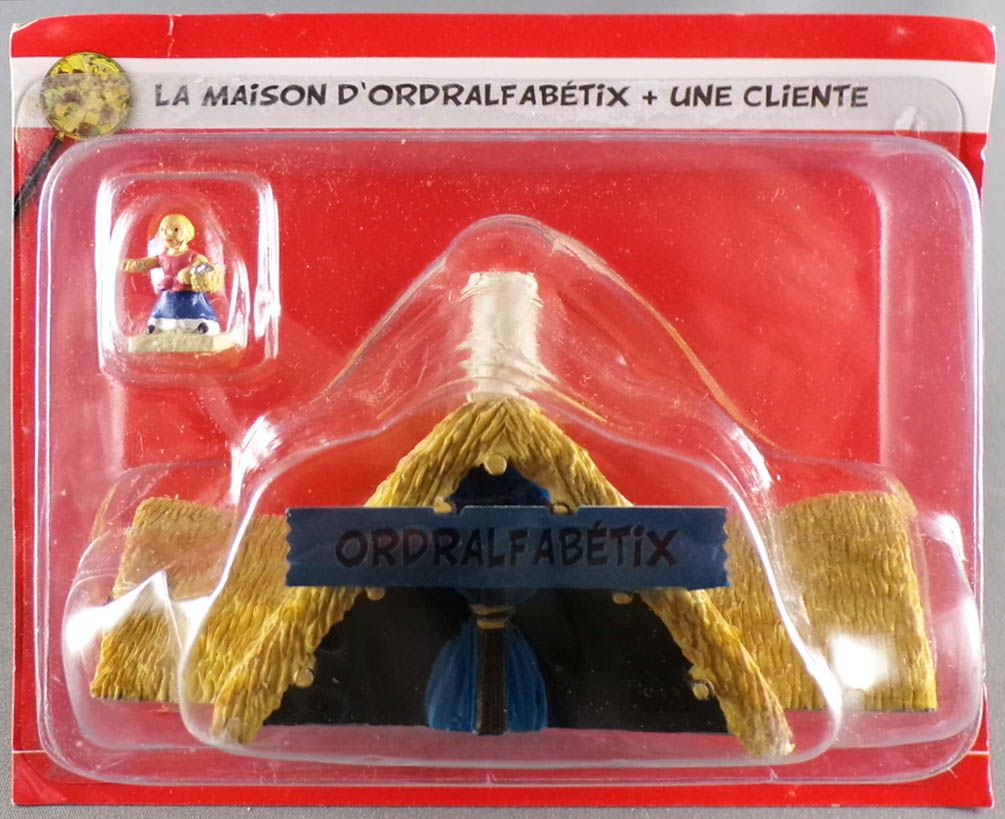 LA MAiSON D'ORDRALFABÉTiX + UNE CLiENTE
ORDRALFABÉTiX